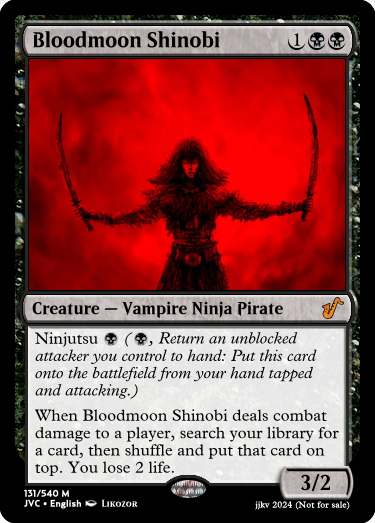 Bloodmoon Shinobi 1
Creature — Vampire Ninja Pirate
Ninjutsu (, Return an unblocked
attacker you control to hand: Put this card
onto the battlefield from your hand tapped
and attacking.)
When Bloodmoon Shinobi deals combat
damage to a player, search your library for
a card, then shuffle and put that card on
top. You lose 2 life.
3/2
131/540 M
JVC • English Likozor
jjkv 2024 (Not for sale)